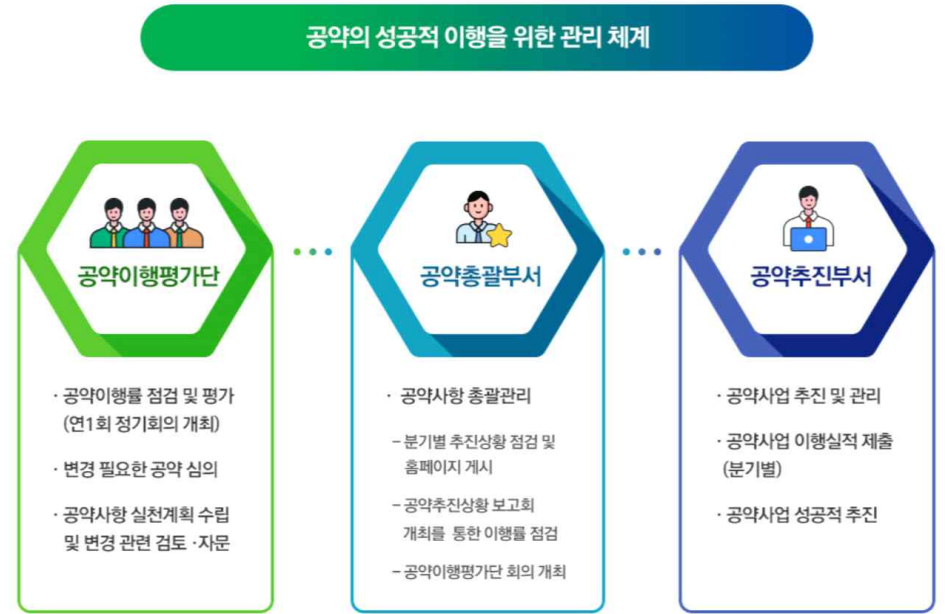 공약의 성공적 이행을 위한 관리 체계
공약이행평가단
· 공약이행률 점검 및 평가
(연1회 정기회의 개최)
· 변경 필요한 공약 심의
· 공약사항 실천계획 수립
및 변경 관련 검토 ·자문
공약총괄부서
· 공약사항 총괄관리
– 분기별 추진상황 점검 및
홈페이지 게시
– 공약추진상황 보고회
개최를 통한 이행률 점검
– 공약이행평가단 회의 개최
공약추진부서
· 공약사업 추진 및 관리
· 공약사업 이행실적 제출
(분기별)
· 공약사업 성공적 추진